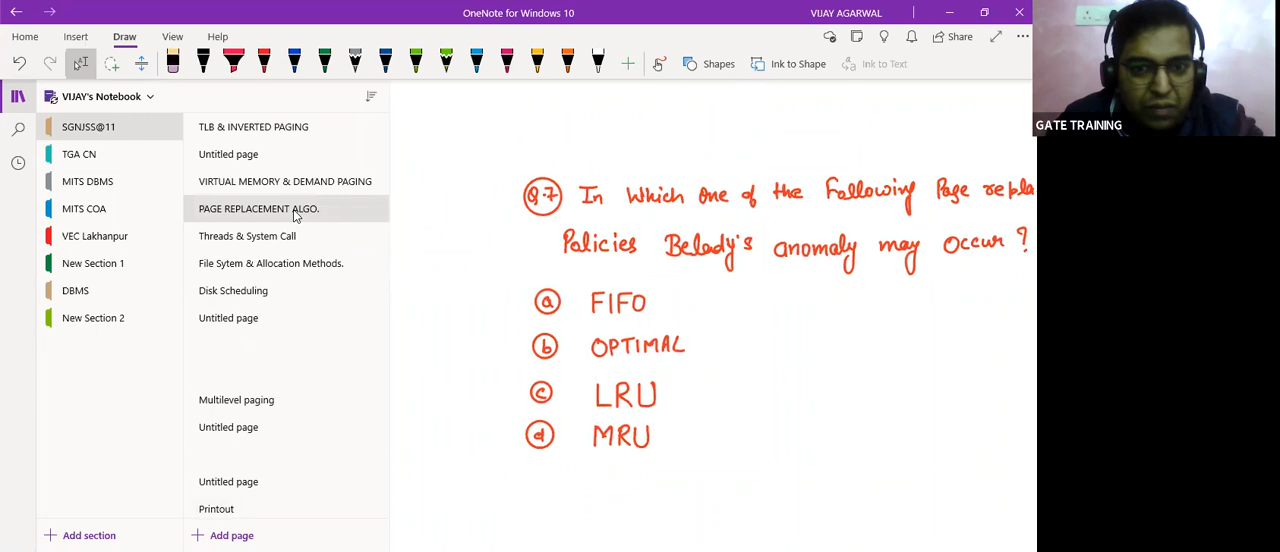 OneNote for Windows 10
VIJAY AGARWAL
Home
Insert
Draw
View
Help
Share
Shapes
Ink to Shape
Ink to Text
VIJAY's Notebook
SGNJSS@11
TGA CN
MITS DBMS
MITS COA
VEC Lakhanpur
New Section 1
DBMS
New Section 2
Add section
TLB & INVERTED PAGING
Untitled page
VIRTUAL MEMORY & DEMAND PAGING
PAGE REPLACEMENT ALGO.
Threads & System Call
File Sytem & Allocation Methods.
Disk Scheduling
Untitled page
Multilevel paging
Untitled page
Untitled page
Printout
Add page
Q.7 In Which One of the Following Page repla
Policies Belady's anomaly may Occur?
a FIFO
b OPTIMAL
c LRU
d MRU
GATE TRAINING